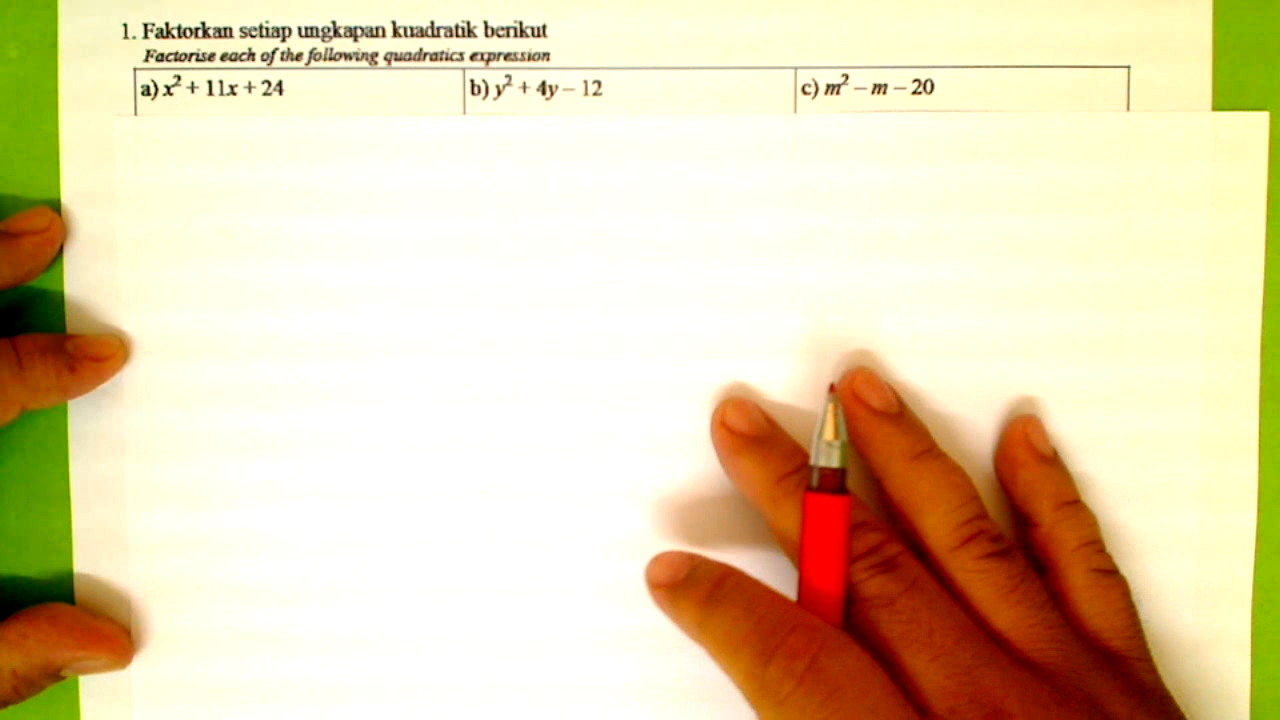 1. Faktorkan setiap ungkapan kuadratik berikut
Factorise each of the following quadratics expression
a) x² + 11x + 24 b) y² + 4y – 12 c) m² – m – 20